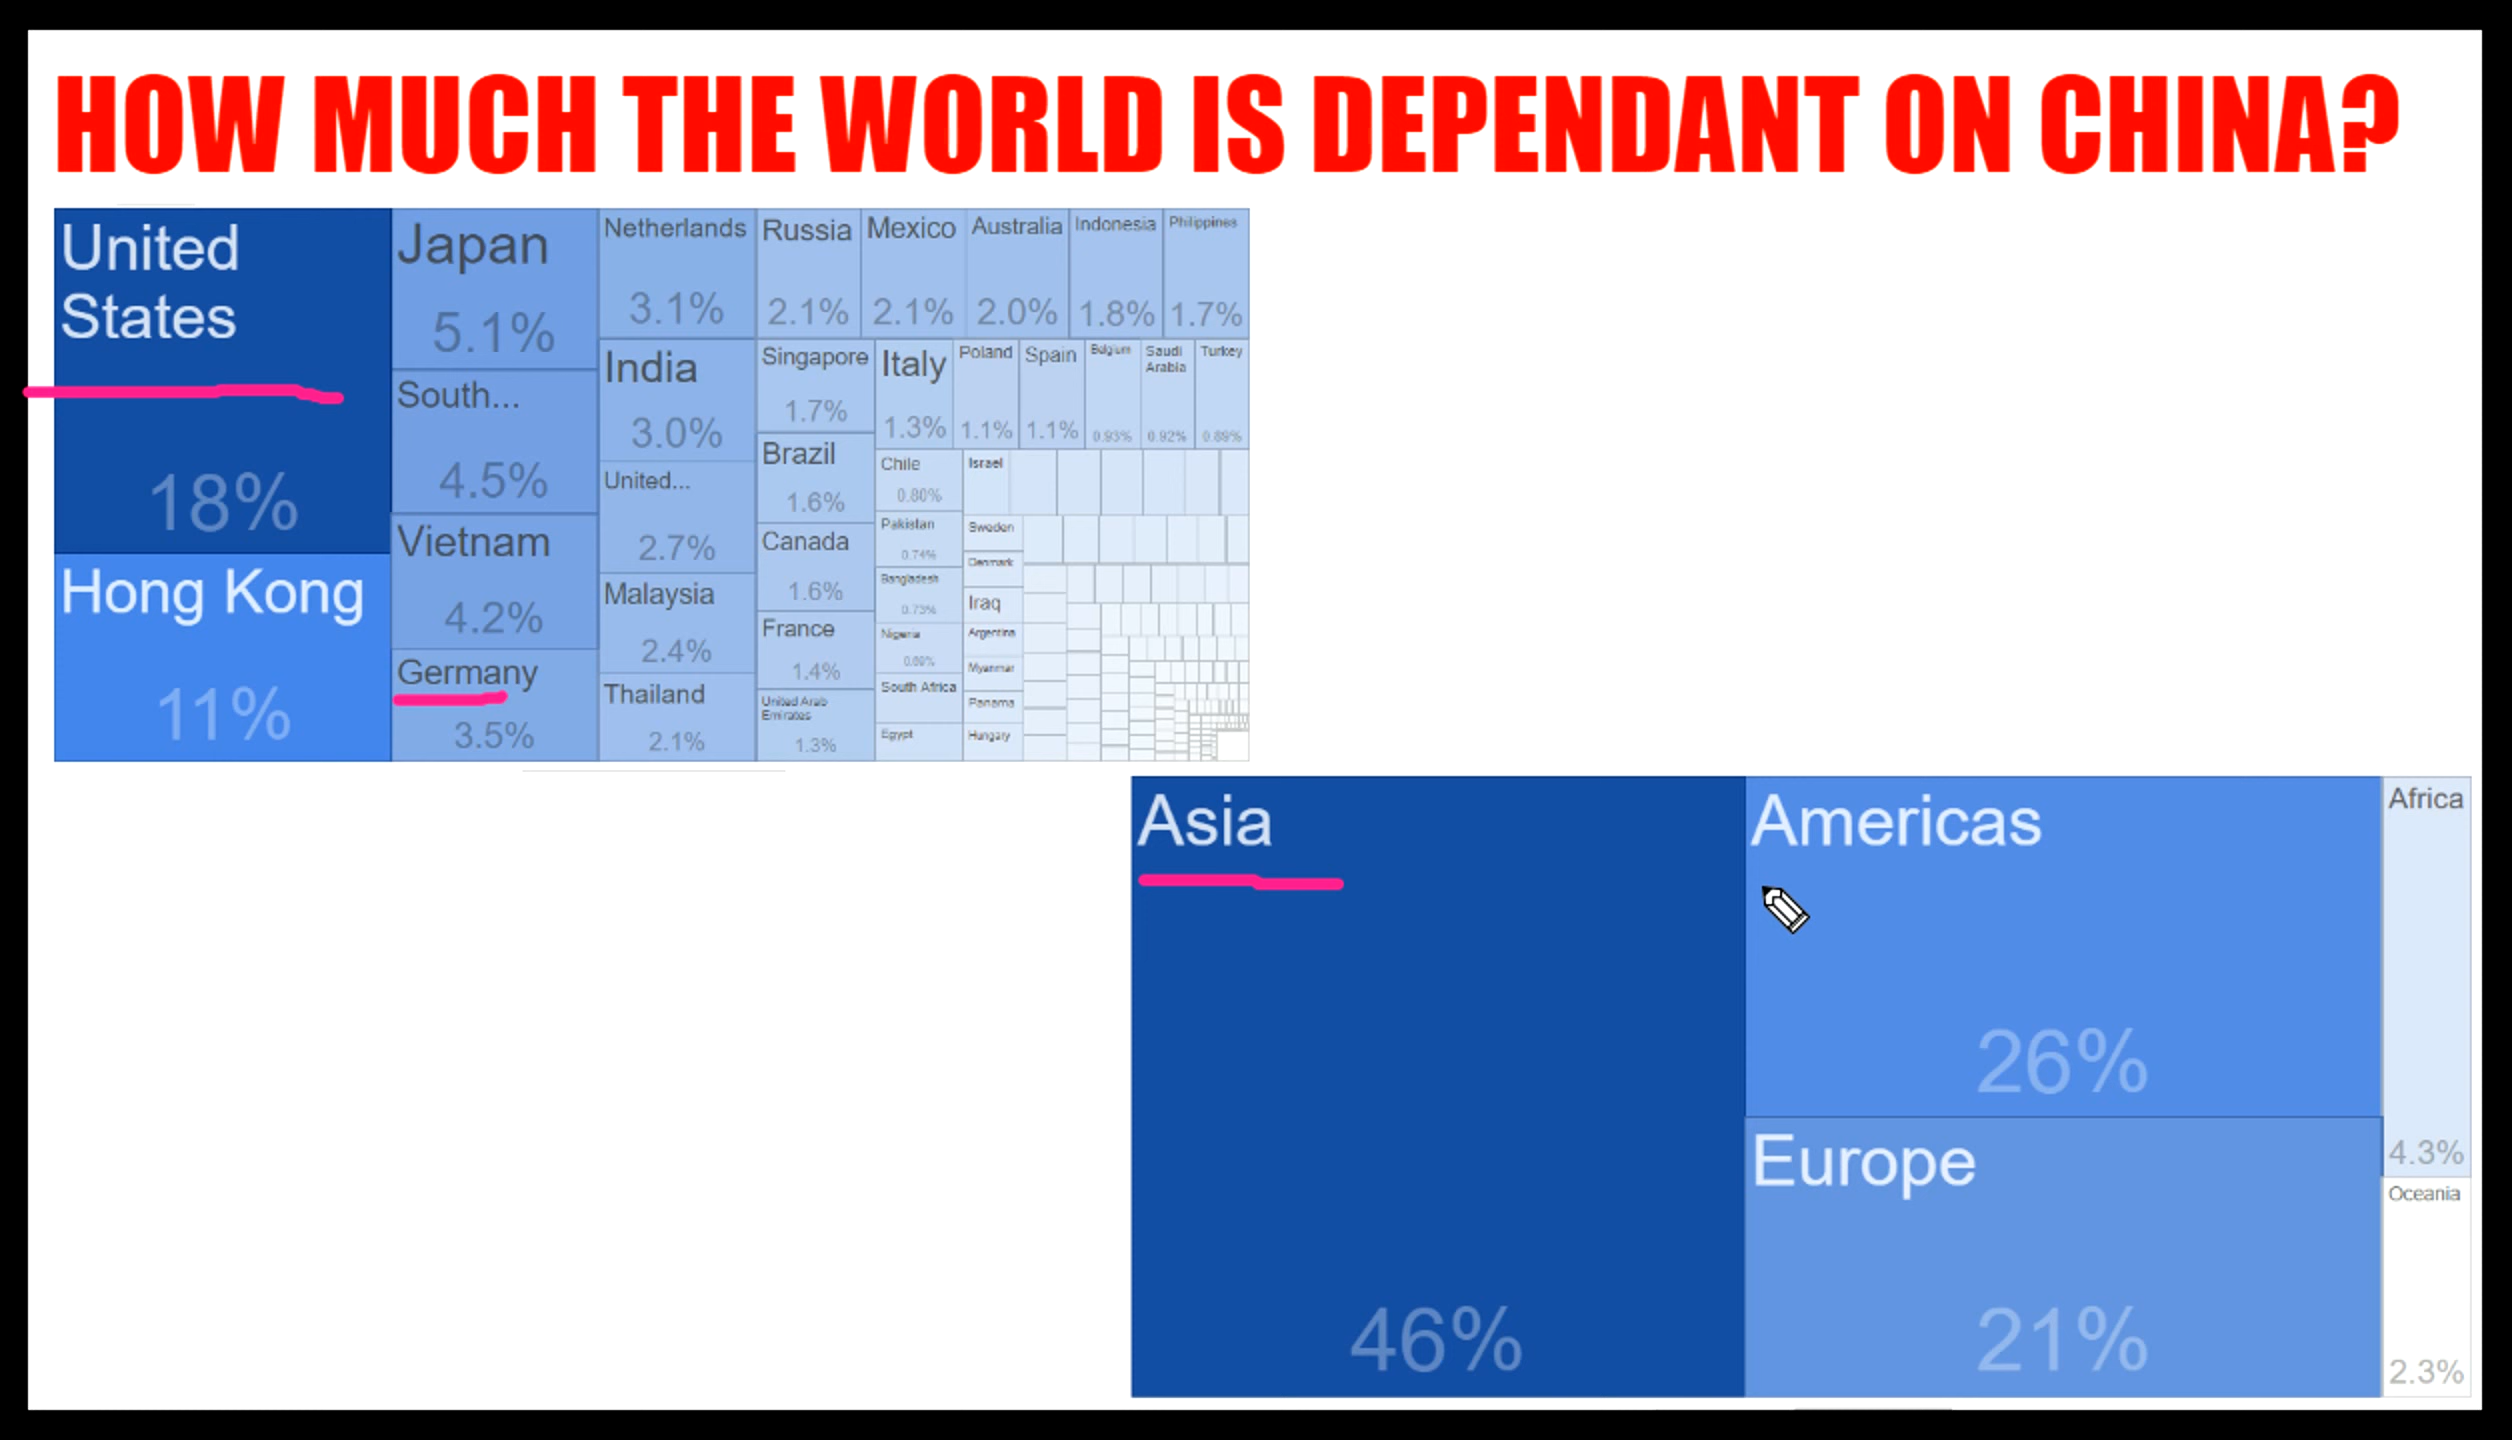 HOW MUCH THE WORLD IS DEPENDANT ON CHINA?
United
States
18%
Hong Kong
11%
Japan
5.1%
South...
4.5%
Vietnam
4.2%
Germany
3.5%
Netherlands
3.1%
India
3.0%
United...
2.7%
Malaysia
2.4%
Thailand
2.1%
Russia
2.1%
Mexico
2.1%
Australia
2.0%
Indonesia
1.8%
Philippines
1.7%
Singapore
1.7%
Brazil
1.6%
Canada
1.6%
France
1.4%
United Arab
Emirates
1.3%
Italy
1.3%
Poland
1.1%
Spain
1.1%
Belgium
0.93%
Saudi
Arabia
0.92%
Turkey
0.89%
Chile
0.80%
Pakistan
0.74%
Bangladesh
0.73%
Nigeria
South Africa
Egypt
Israel
Sweden
Denmark
Iraq
Argentina
Myanmar
Panama
Hungary
Asia
46%
Americas
26%
Europe
21%
Africa
4.3%
Oceania
2.3%